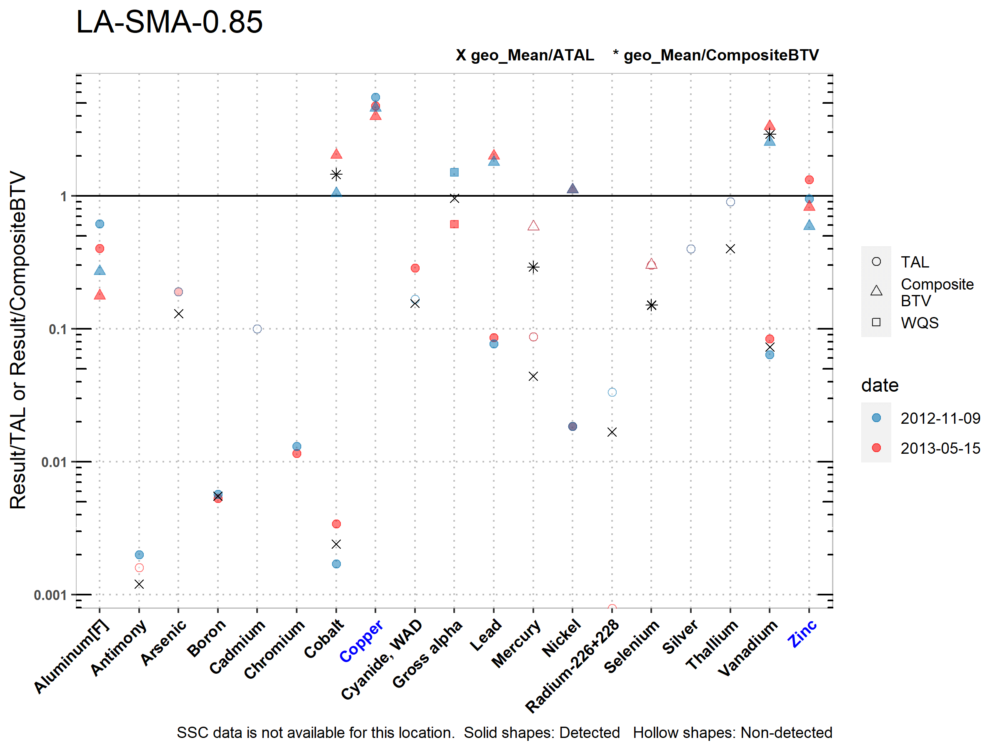 LA-SMA-0.85
X geo_Mean/ATAL * geo_Mean/CompositeBTV
Result/TAL or Result/CompositeBTV
1
0.1
0.01
0.001
Aluminum[F]
Antimony
Arsenic
Boron
Cadmium
Chromium
Cobalt
Copper
Cyanide, WAD
Gross alpha
Lead
Mercury
Nickel
Radium-226+228
Selenium
Silver
Thallium
Vanadium
Zinc
TAL
Composite
BTV
WQS
date
2012-11-09
2013-05-15
SSC data is not available for this location. Solid shapes: Detected Hollow shapes: Non-detected